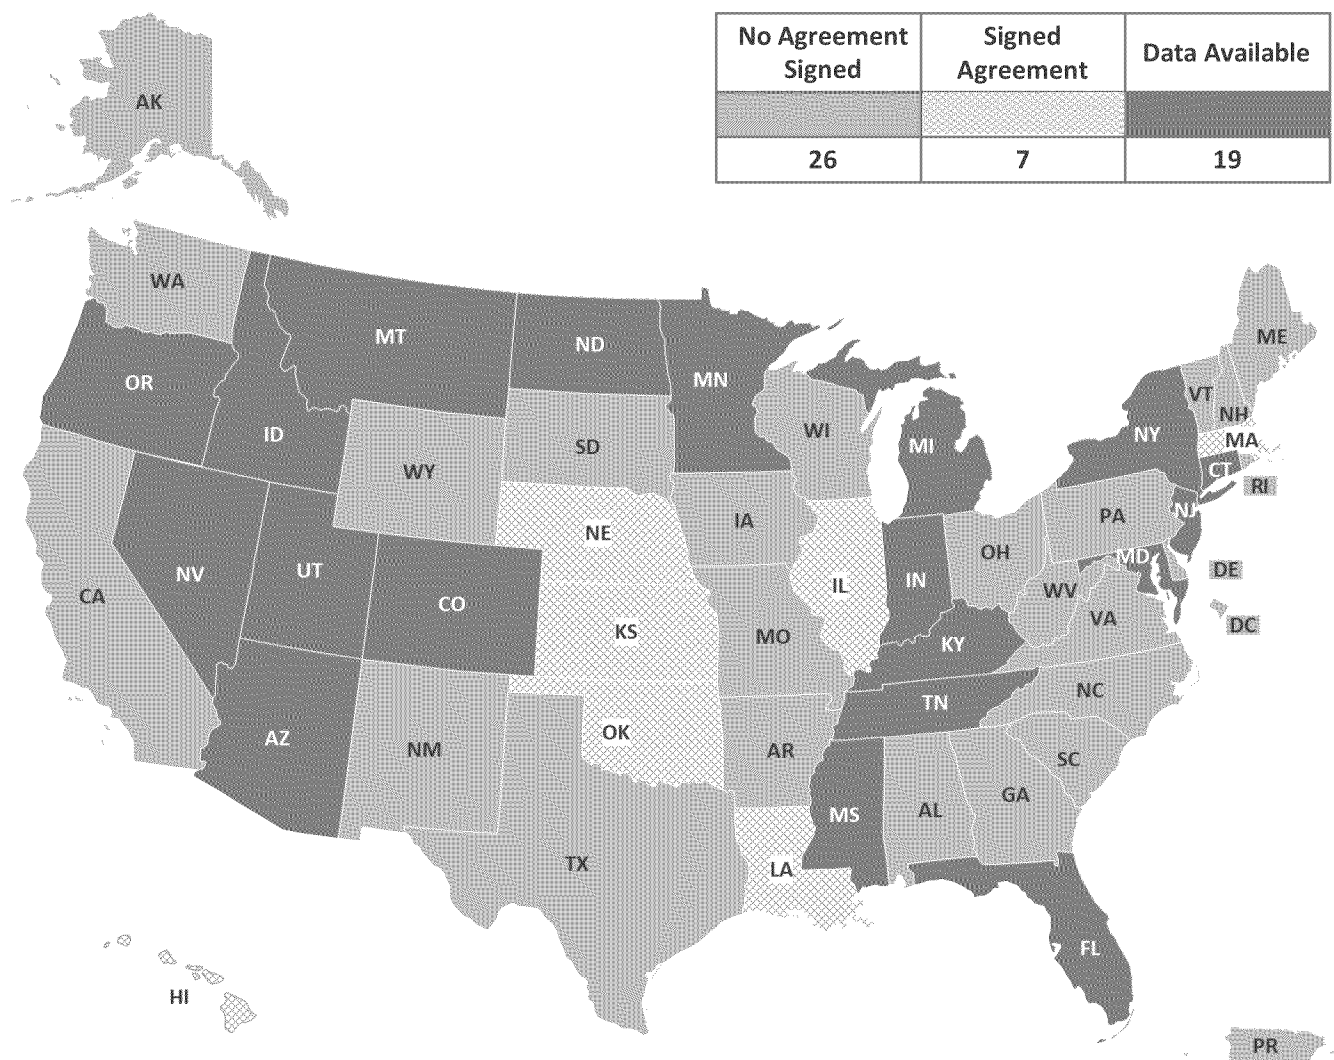 No Agreement Signed Signed Agreement Data Available
26 7 19
AK
WA
MT
ND
MN
ME
OR
ID
WY
SD
WI
MI
VT
NH
NY
MA
CT
RI
NE
IA
PA
NJ
NV
UT
CO
CA
KS
IL
IN
OH
MD
DE
WV
VA
DC
MO
KY
AZ
NM
OK
AR
TN
NC
SC
TX
LA
MS
AL
GA
FL
HI
PR